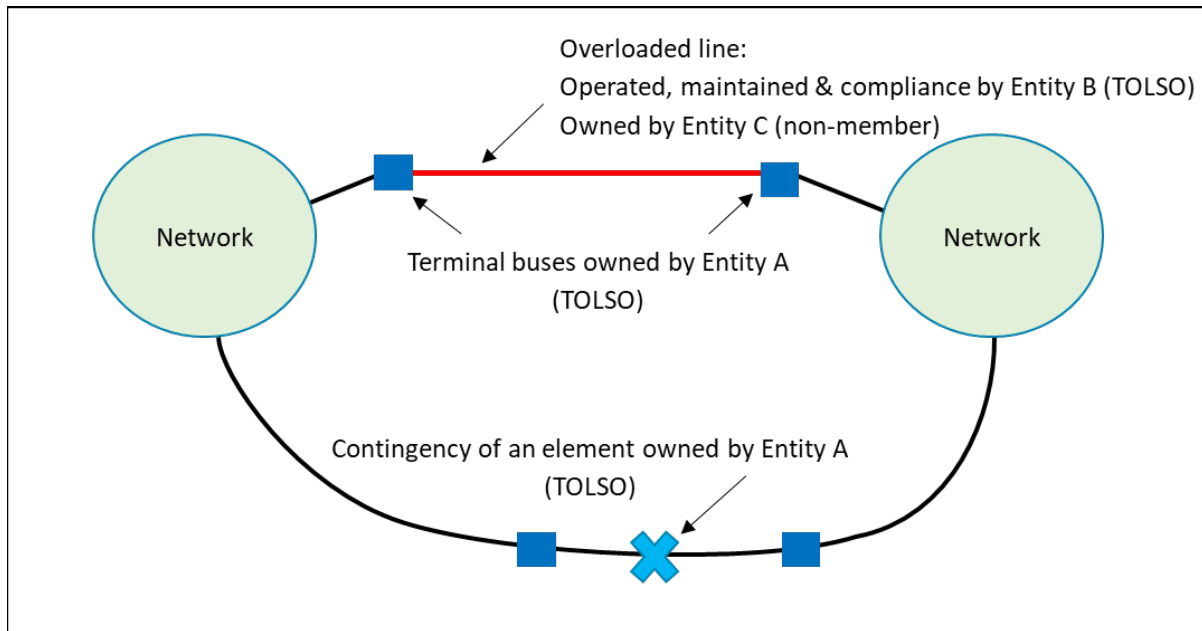 Overloaded line:
Operated, maintained & compliance by Entity B (TOLSO)
Owned by Entity C (non-member)
Network
Network
Terminal buses owned by Entity A
(TOLSO)
Contingency of an element owned by Entity A
(TOLSO)